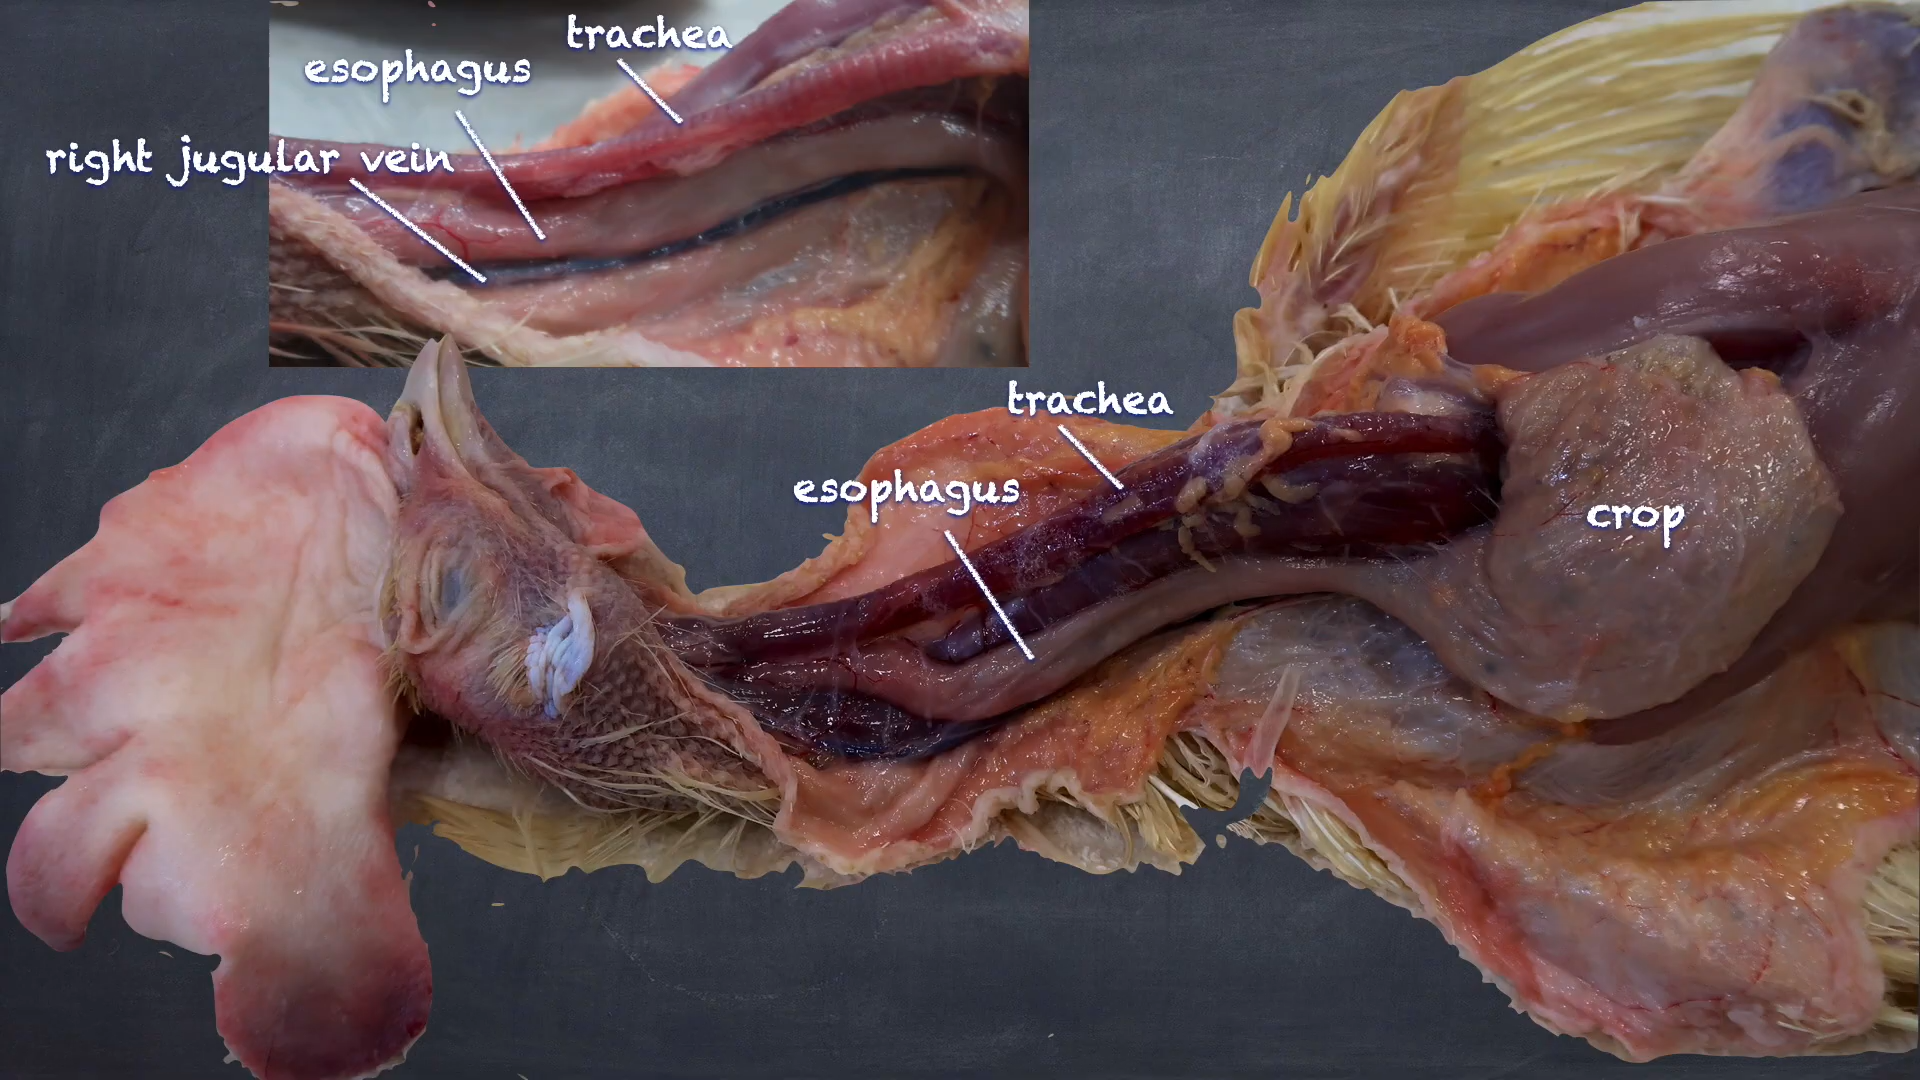 trachea
esophagus
right jugular vein
trachea
esophagus
crop